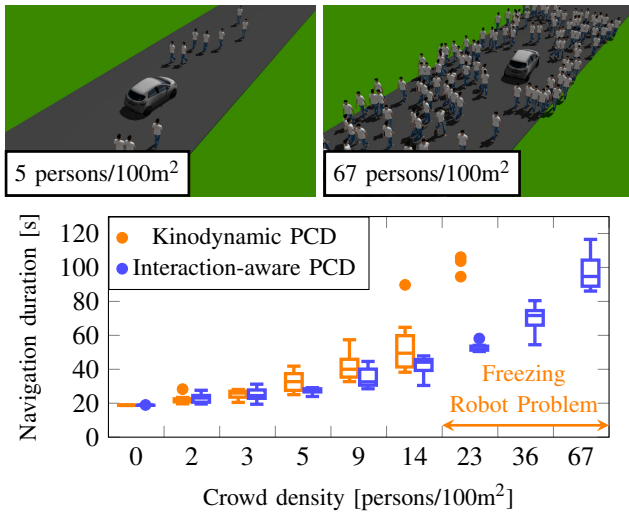 5 persons/100m²
67 persons/100m²
Navigation duration [s]
120
100
80
60
40
20
0
Kinodynamic PCD
Interaction-aware PCD
Freezing
Robot Problem
0 2 3 5 9 14 23 36 67
Crowd density [persons/100m²]